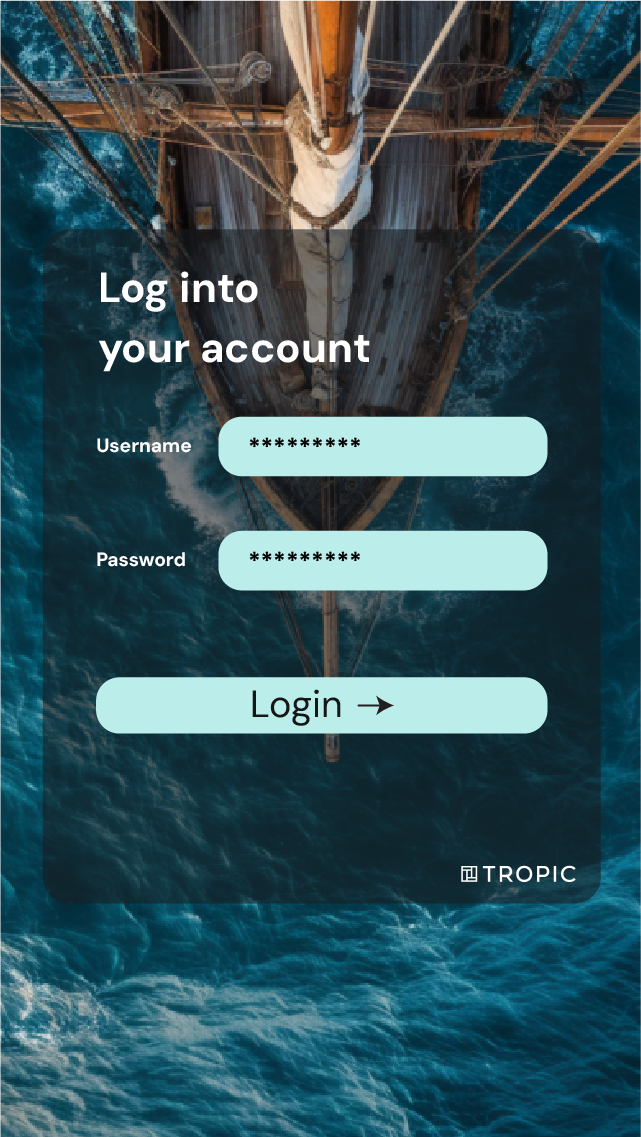 Log into
your account
Username *********
Password *********
Login →
TROPIC